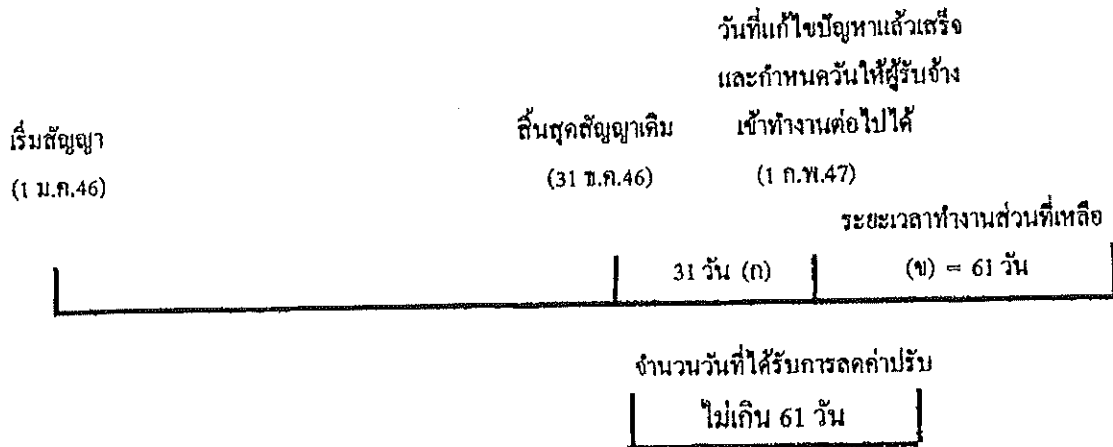 วันที่แก้ไขปัญหาแล้วเสร็จ
และกำหนดวันให้ผู้รับจ้าง
เริ่มสัญญา
สิ้นสุดสัญญาเดิม
เข้าทำงานต่อไปได้
(1 ม.ค.46)
(31 ธ.ค.46)
(1 ก.พ.47)
ระยะเวลาทำงานส่วนที่เหลือ
31 วัน (ก)
(ข) = 61 วัน
จำนวนวันที่ได้รับการลดค่าปรับ
ไม่เกิน 61 วัน